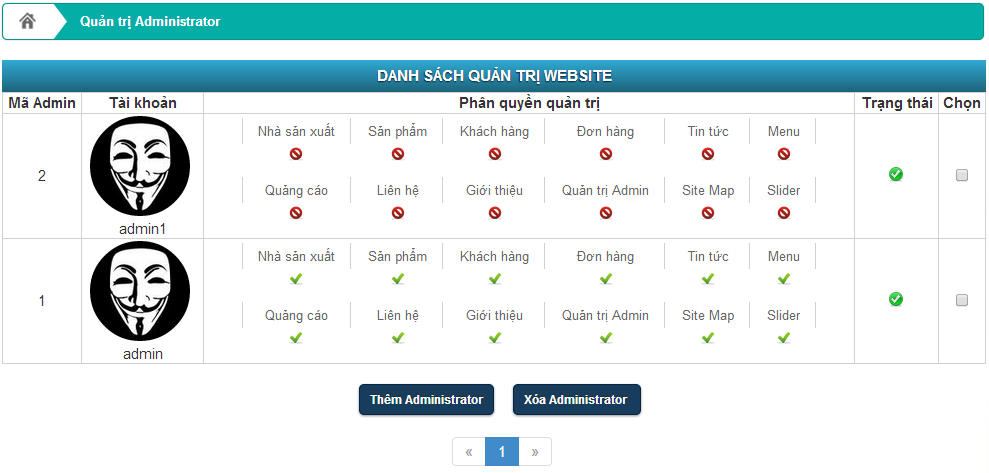 Quản trị Administrator
DANH SÁCH QUẢN TRỊ WEBSITE
Mã Admin Tài khoản Phân quyền quản trị Trạng thái Chọn
Nhà sản xuất Sản phẩm Khách hàng Đơn hàng Tin tức Menu
2
Quảng cáo Liên hệ Giới thiệu Quản trị Admin Site Map Slider
admin1
Nhà sản xuất Sản phẩm Khách hàng Đơn hàng Tin tức Menu
1
Quảng cáo Liên hệ Giới thiệu Quản trị Admin Site Map Slider
admin
Thêm Administrator Xóa Administrator
« 1 »